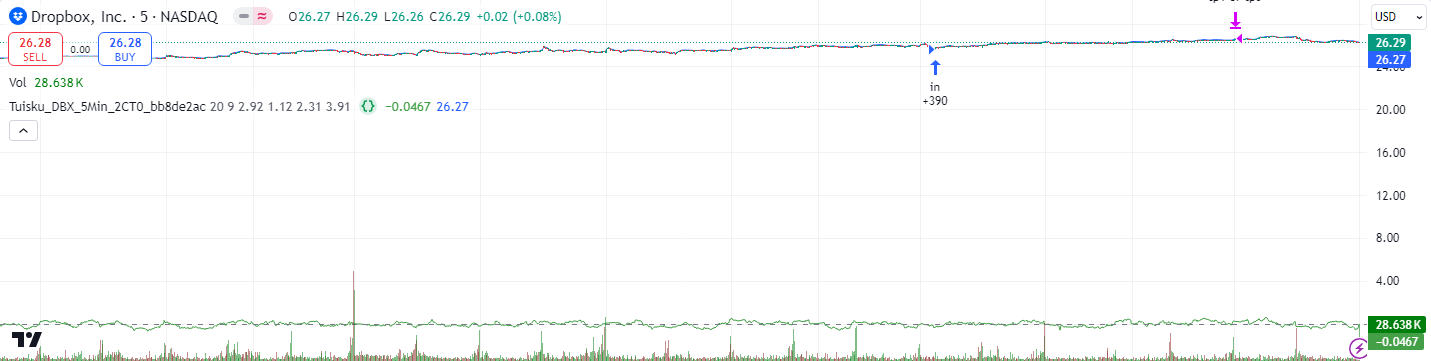 Dropbox, Inc. · 5 · NASDAQ O26.27 H26.29 L26.26 C26.29 +0.02 (+0.08%)
USD
26.28 SELL
0.00
26.28 BUY
26.29
26.27
24.00
Vol 28.638K
Tuisku_DBX_5Min_2CT0_bb8de2ac 20 9 2.92 1.12 2.31 3.91 {} −0.0467 26.27
in
+390
20.00
16.00
12.00
8.00
4.00
28.638K
−0.0467